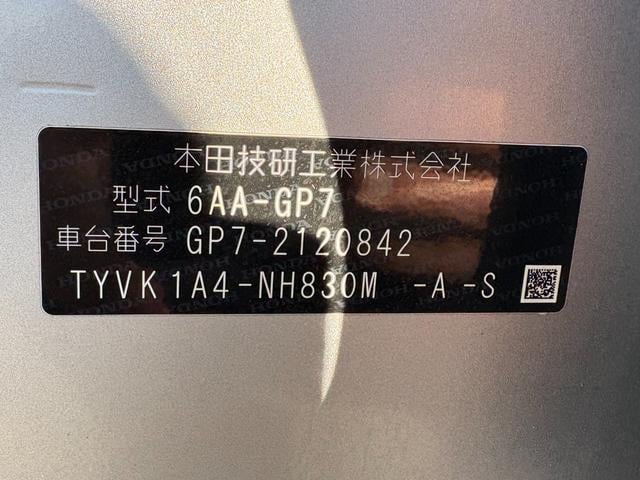 本田技研工業株式会社
型式 6AA-GP7
車台番号 GP7-2120842
TYVK1A4-NH830M -A-S